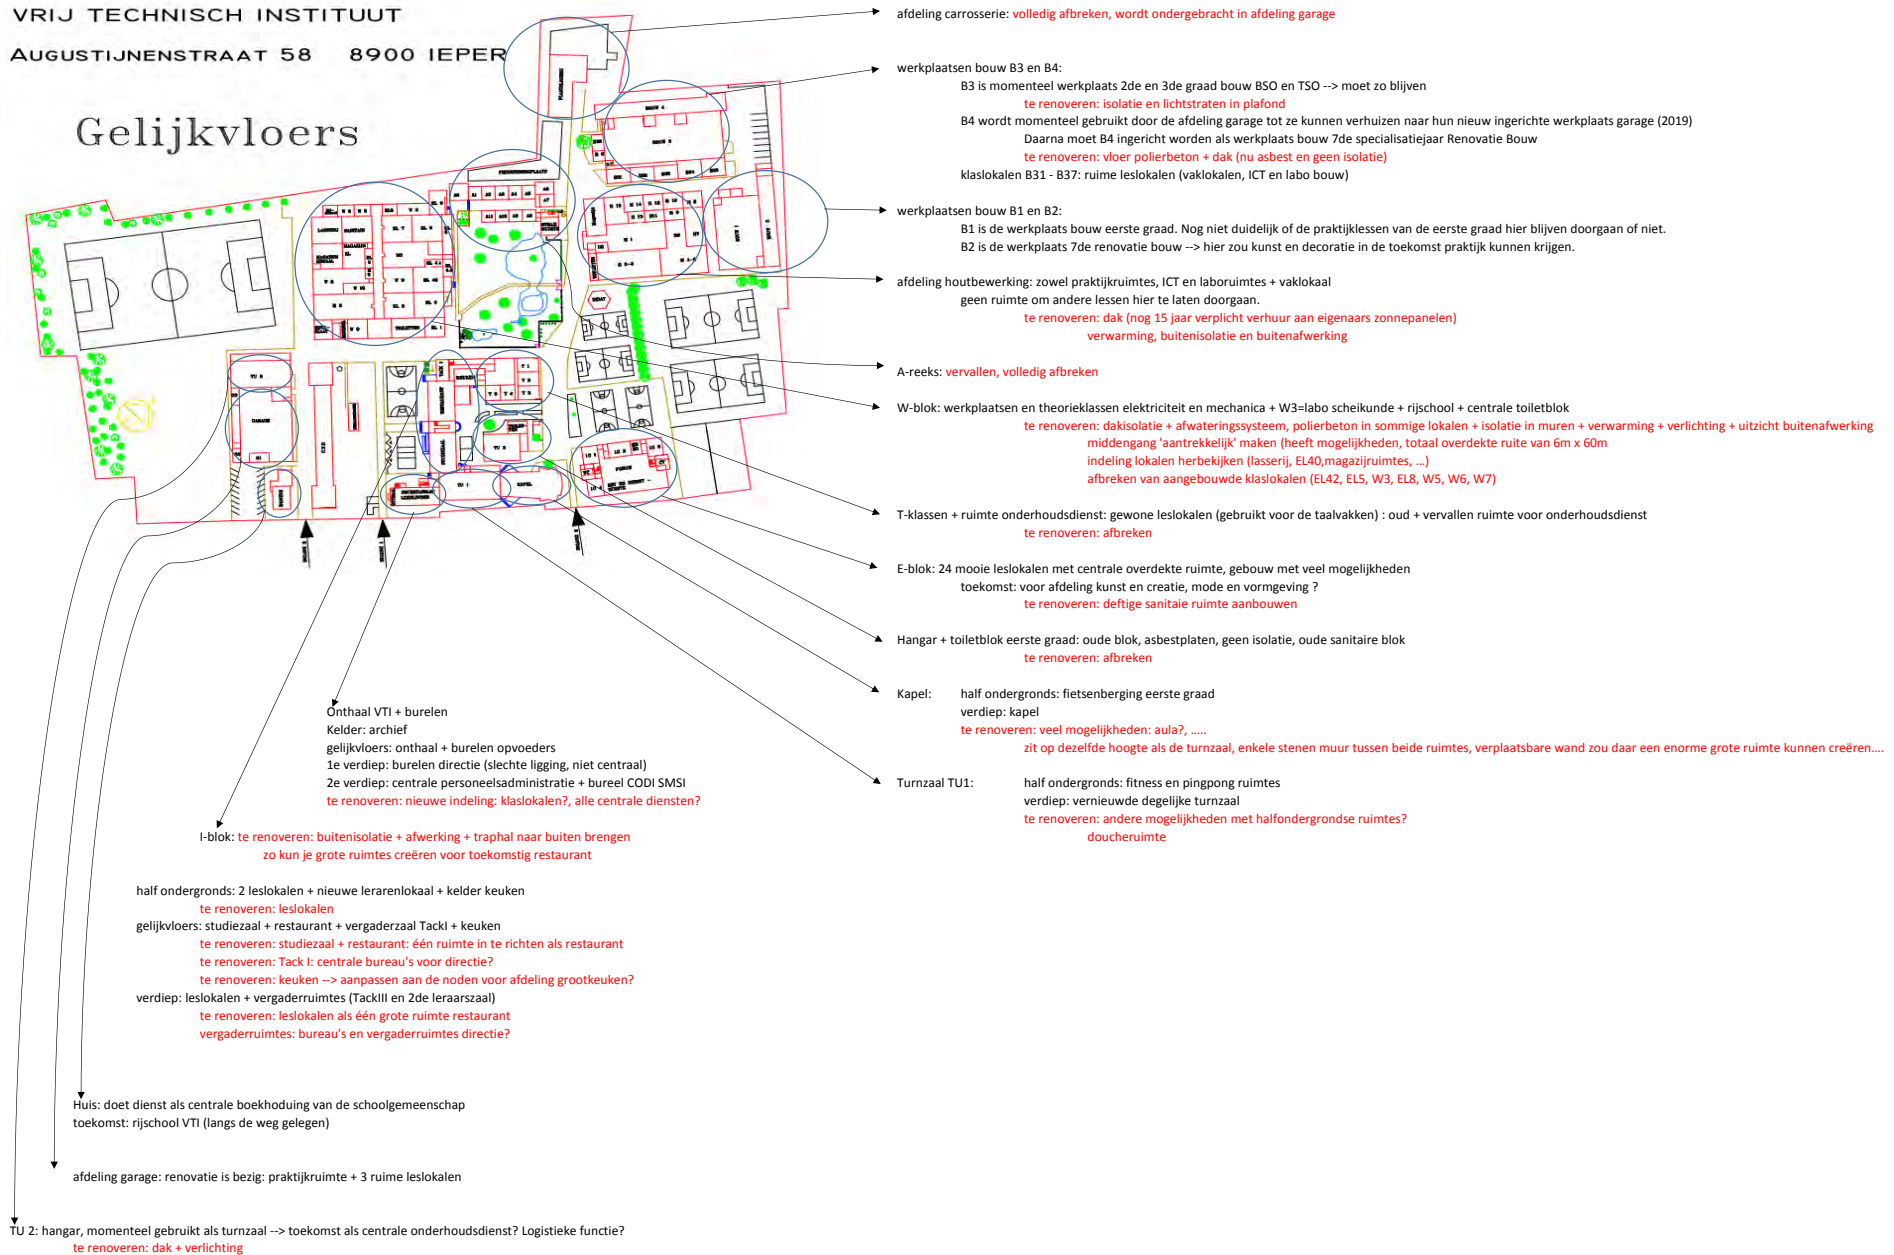 VRIJ TECHNISCH INSTITUUT
AUGUSTIJNENSTRAAT 58 8900 IEPER
Gelijkvloers
afdeling carrosserie: volledig afbreken, wordt ondergebracht in afdeling garage
werkplaatsen bouw B3 en B4:
B3 is momenteel werkplaats 2de en 3de graad bouw BSO en TSO --> moet zo blijven
te renoveren: isolatie en lichtstraten in plafond
B4 wordt momenteel gebruikt door de afdeling garage tot ze kunnen verhuizen naar hun nieuw ingerichte werkplaats garage (2019)
Daarna moet B4 ingericht worden als werkplaats bouw 7de specialisatiejaar Renovatie Bouw
te renoveren: vloer polierbeton + dak (nu asbest en geen isolatie)
klaslokalen B31 - B37: ruime leslokalen (vaklokalen, ICT en labo bouw)
werkplaatsen bouw B1 en B2:
B1 is de werkplaats bouw eerste graad. Nog niet duidelijk of de praktijklessen van de eerste graad hier blijven doorgaan of niet.
B2 is de werkplaats 7de renovatie bouw --> hier zou kunst en decoratie in de toekomst praktijk kunnen krijgen.
afdeling houtbewerking: zowel praktijkruimtes, ICT en laboruimtes + vaklokaal
geen ruimte om andere lessen hier te laten doorgaan.
te renoveren: dak (nog 15 jaar verplicht verhuur aan eigenaars zonnepanelen)
verwarming, buitenisolatie en buitenafwerking
A-reeks: vervallen, volledig afbreken
W-blok: werkplaatsen en theorieklassen elektriciteit en mechanica + W3=labo scheikunde + rijschool + centrale toiletblok
te renoveren: dakisolatie + afwateringssysteem, polierbeton in sommige lokalen + isolatie in muren + verwarming + verlichting + uitzicht buitenafwerking
middengang 'aantrekkelijk' maken (heeft mogelijkheden, totaal overdekte ruite van 6m x 60m
indeling lokalen herbekijken (lasserij, EL40,magazijruimtes, ...)
afbreken van aangebouwde klaslokalen (EL42, EL5, W3, EL8, W5, W6, W7)
T-klassen + ruimte onderhoudsdienst: gewone leslokalen (gebruikt voor de taalvakken) : oud + vervallen ruimte voor onderhoudsdienst
te renoveren: afbreken
E-blok: 24 mooie leslokalen met centrale overdekte ruimte, gebouw met veel mogelijkheden
toekomst: voor afdeling kunst en creatie, mode en vormgeving ?
te renoveren: deftige sanitaie ruimte aanbouwen
Hangar + toiletblok eerste graad: oude blok, asbestplaten, geen isolatie, oude sanitaire blok
te renoveren: afbreken
Kapel: half ondergronds: fietsenberging eerste graad
verdiep: kapel
te renoveren: veel mogelijkheden: aula?, .....
zit op dezelfde hoogte als de turnzaal, enkele stenen muur tussen beide ruimtes, verplaatsbare wand zou daar een enorme grote ruimte kunnen creëren....
Turnzaal TU1: half ondergronds: fitness en pingpong ruimtes
verdiep: vernieuwde degelijke turnzaal
te renoveren: andere mogelijkheden met halfondergrondse ruimtes?
doucheruimte
Onthaal VTI + burelen
Kelder: archief
gelijkvloers: onthaal + burelen opvoeders
1e verdiep: burelen directie (slechte ligging, niet centraal)
2e verdiep: centrale personeelsadministratie + bureel CODI SMSI
te renoveren: nieuwe indeling: klaslokalen?, alle centrale diensten?
I-blok: te renoveren: buitenisolatie + afwerking + traphal naar buiten brengen
zo kun je grote ruimtes creëren voor toekomstig restaurant
half ondergronds: 2 leslokalen + nieuwe lerarenlokaal + kelder keuken
te renoveren: leslokalen
gelijkvloers: studiezaal + restaurant + vergaderzaal TackI + keuken
te renoveren: studiezaal + restaurant: één ruimte in te richten als restaurant
te renoveren: Tack I: centrale bureau's voor directie?
te renoveren: keuken --> aanpassen aan de noden voor afdeling grootkeuken?
verdiep: leslokalen + vergaderruimtes (TackIII en 2de leraarszaal)
te renoveren: leslokalen als één grote ruimte restaurant
vergaderruimtes: bureau's en vergaderruimtes directie?
Huis: doet dienst als centrale boekhoduing van de schoolgemeenschap
toekomst: rijschool VTI (langs de weg gelegen)
afdeling garage: renovatie is bezig: praktijkruimte + 3 ruime leslokalen
TU 2: hangar, momenteel gebruikt als turnzaal --> toekomst als centrale onderhoudsdienst? Logistieke functie?
te renoveren: dak + verlichting